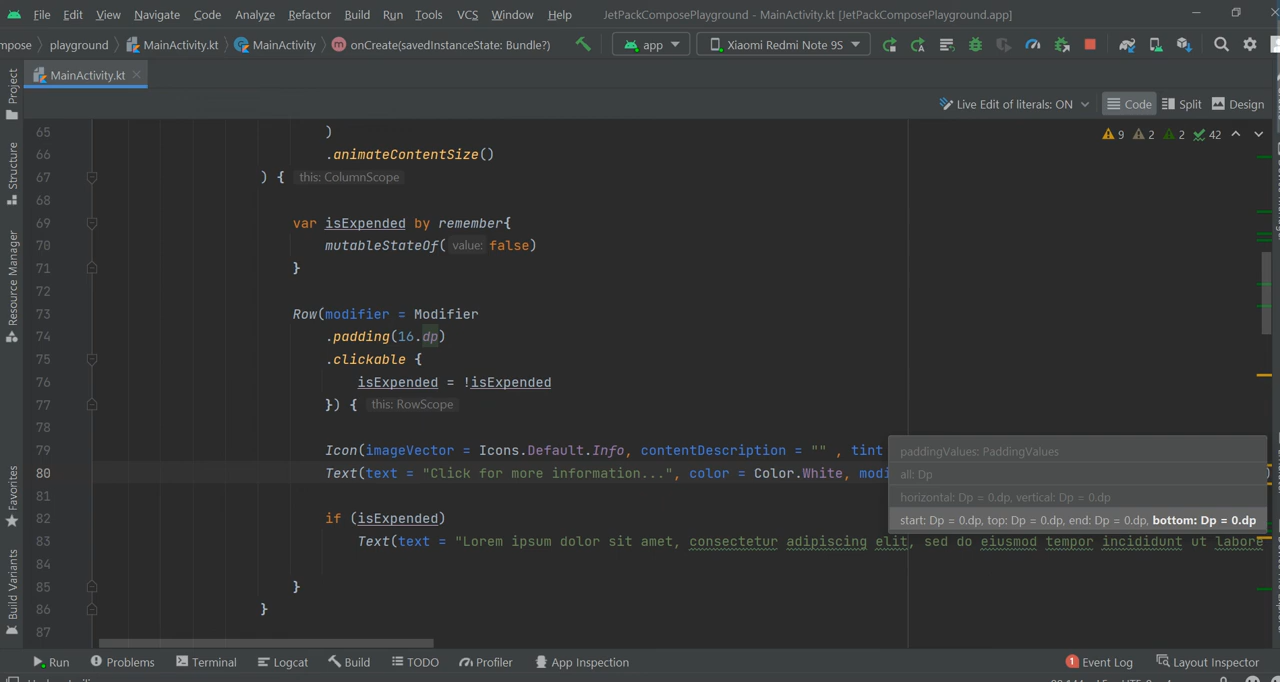 File Edit View Navigate Code Analyze Refactor Build Run Tools VCS Window Help JetPackComposePlayground - MainActivity.kt [JetPackComposePlayground.app]
mpose playground MainActivity.kt MainActivity onCreate(savedInstanceState: Bundle?) app Xiaomi Redmi Note 9S
MainActivity.kt
Live Edit of literals: ON Code Split Design
9 2 2 42
Project
Structure
Resource Manager
Favorites
Build Variants
65 )
66 .animateContentSize()
67 ) { this: ColumnScope
68
69 var isExpended by remember{
70 mutableStateOf( value: false)
71 }
72
73 Row(modifier = Modifier
74 .padding(16.dp)
75 .clickable {
76 isExpended = !isExpended
77 }) { this: RowScope
78
79 Icon(imageVector = Icons.Default.Info, contentDescription = "" , tint
80 Text(text = "Click for more information...", color = Color.White, modi
81
82 if (isExpended)
83 Text(text = "Lorem ipsum dolor sit amet, consectetur adipiscing elit, sed do eiusmod tempor incididunt ut labore
84
85 }
86 }
87
paddingValues: PaddingValues
all: Dp
horizontal: Dp = 0.dp, vertical: Dp = 0.dp
start: Dp = 0.dp, top: Dp = 0.dp, end: Dp = 0.dp, bottom: Dp = 0.dp
Run Problems Terminal Logcat Build TODO Profiler App Inspection 1 Event Log Layout Inspector